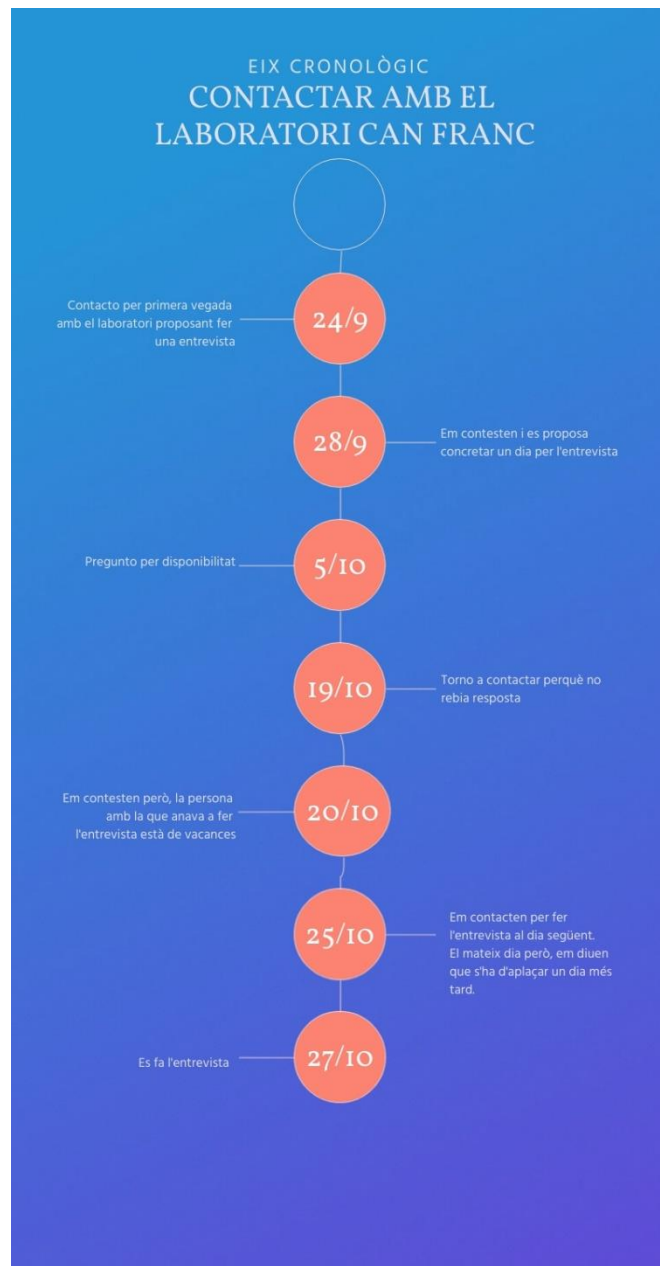 EIX CRONOLÒGIC
CONTACTAR AMB EL
LABORATORI CAN FRANC
24/9
Contacto per primera vegada
amb el laboratori proposant fer
una entrevista
28/9
Em contesten i es proposa
concretar un dia per l'entrevista
5/10
Pregunto per disponibilitat
19/10
Torno a contactar perquè no
rebia resposta
20/10
Em contesten però, la persona
amb la que anava a fer
l'entrevista està de vacances
25/10
Em contacten per fer
l'entrevista al dia següent.
El mateix dia però, em diuen
que s'ha d'aplaçar un dia més
tard.
27/10
Es fa l'entrevista